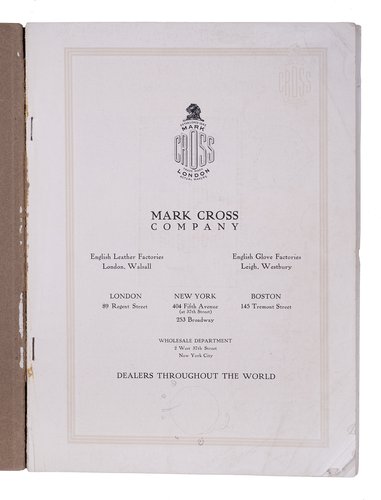 MARK
CROSS
LONDON
MARK CROSS
COMPANY
English Leather Factories
London, Walsall
English Glove Factories
Leigh, Westbury
LONDON
89 Regent Street
NEW YORK
404 Fifth Avenue
(at 37th Street)
253 Broadway
BOSTON
145 Tremont Street
WHOLESALE DEPARTMENT
2 West 37th Street
New York City
DEALERS THROUGHOUT THE WORLD
CROSS